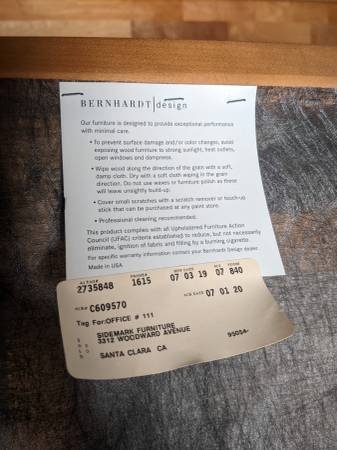 BERNHARDT | design
Our furniture is designed to provide exceptional performance
with minimal care.
• To prevent surface damage and/or color changes, avoid
exposing wood furniture to strong sunlight, heat outlets,
open windows and dampness.
• Wipe wood along the direction of the grain with a soft,
damp cloth. Dry with a soft cloth wiping in the grain
direction. Do not use waxes or furniture polish as these
will leave unsightly build-up.
• Cover small scratches with a scratch remover or touch-up
stick that can be purchased at any paint store.
• Professional cleaning recommended.
This product complies with all Upholstered Furniture Action
Council (UFAC) criteria established to reduce, but not necessarily
eliminate, ignition of fabric and filling by a burning cigarette.
For specific warranty information contact your Bernhardt Design dealer.
Made in USA
2735848 1615 07 03 19 07 840
C609570 07 01 20
Tag For:OFFICE # 111
SIDEMARK FURNITURE
3312 WOODWARD AVENUE
95054-
SANTA CLARA CA